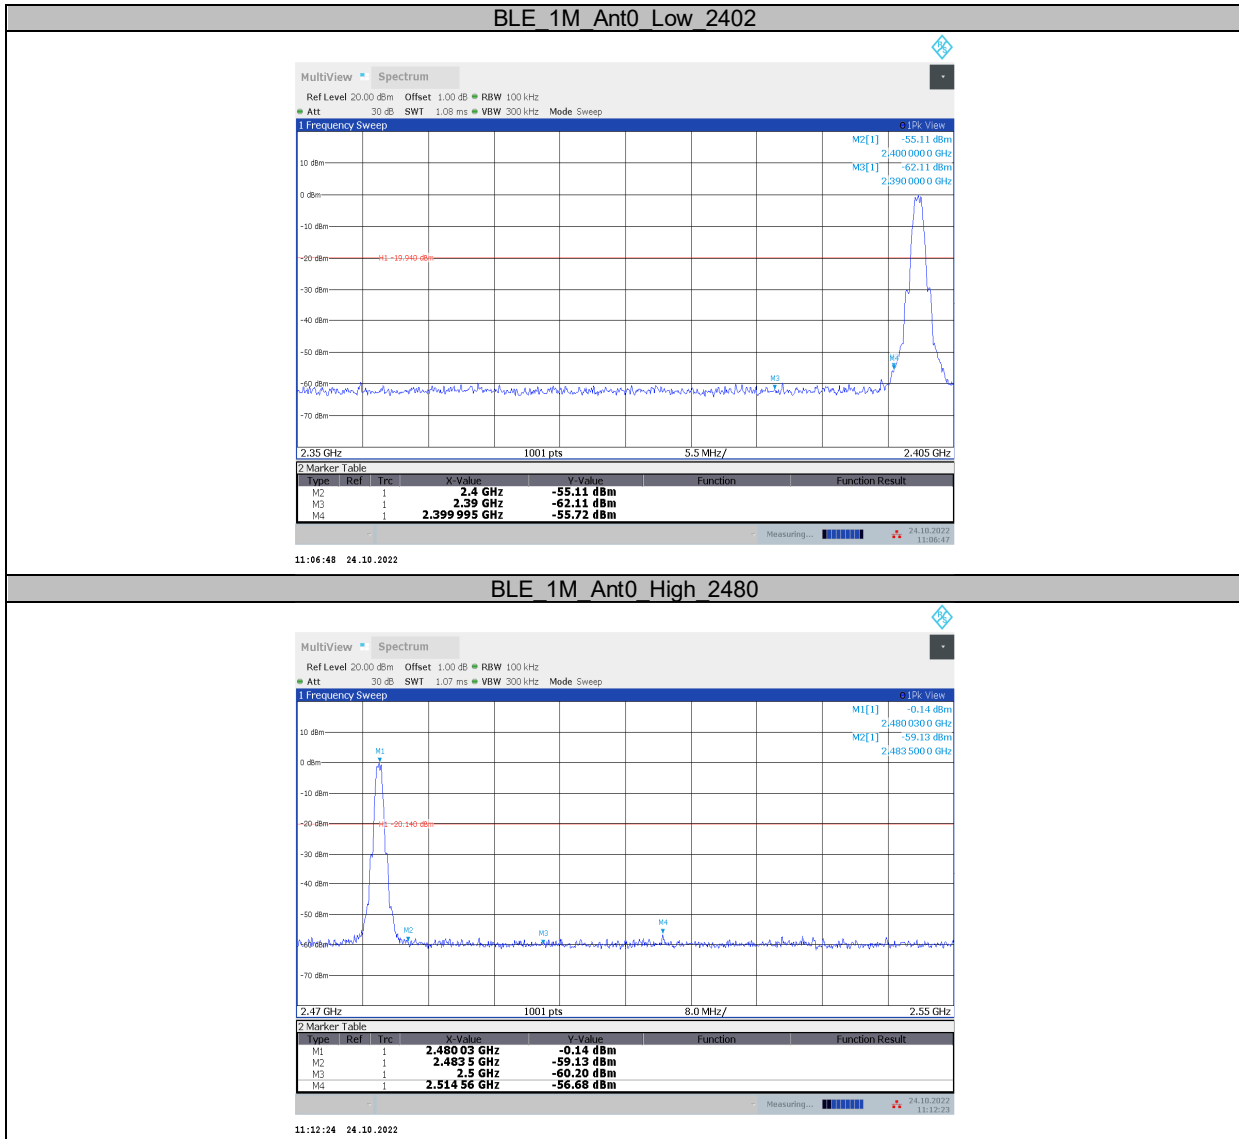 BLE_1M_Ant0_Low_2402
MultiView Spectrum
Ref Level 20.00 dBm Offset 1.00 dB RBW 100 kHz
Att 30 dB SWT 1.08 ms VBW 300 kHz Mode Sweep
1 Frequency Sweep 1Pk View
M2[1] -55.11 dBm
2.400 000 0 GHz
M3[1] -62.11 dBm
2.390 000 0 GHz
10 dBm
0 dBm
-10 dBm
-20 dBm H1 -19.940 dBm
-30 dBm
-40 dBm
-50 dBm
M4
M3
-60 dBm
-70 dBm
2.35 GHz 1001 pts 5.5 MHz/ 2.405 GHz
2 Marker Table
Type Ref Trc X-Value Y-Value Function Function Result
M2 1 2.4 GHz -55.11 dBm
M3 1 2.39 GHz -62.11 dBm
M4 1 2.399 995 GHz -55.72 dBm
Measuring... 24.10.2022
11:06:47
11:06:48 24.10.2022
BLE_1M_Ant0_High_2480
MultiView Spectrum
Ref Level 20.00 dBm Offset 1.00 dB RBW 100 kHz
Att 30 dB SWT 1.07 ms VBW 300 kHz Mode Sweep
1 Frequency Sweep 1Pk View
M1[1] -0.14 dBm
2.480 030 0 GHz
M2[1] -59.13 dBm
2.483 500 0 GHz
10 dBm
M1
0 dBm
-10 dBm
-20 dBm H1 -20.140 dBm
-30 dBm
-40 dBm
-50 dBm
M2 M3 M4
-60 dBm
-70 dBm
2.47 GHz 1001 pts 8.0 MHz/ 2.55 GHz
2 Marker Table
Type Ref Trc X-Value Y-Value Function Function Result
M1 1 2.480 03 GHz -0.14 dBm
M2 1 2.483 5 GHz -59.13 dBm
M3 1 2.5 GHz -60.20 dBm
M4 1 2.514 56 GHz -56.68 dBm
Measuring... 24.10.2022
11:12:23
11:12:24 24.10.2022